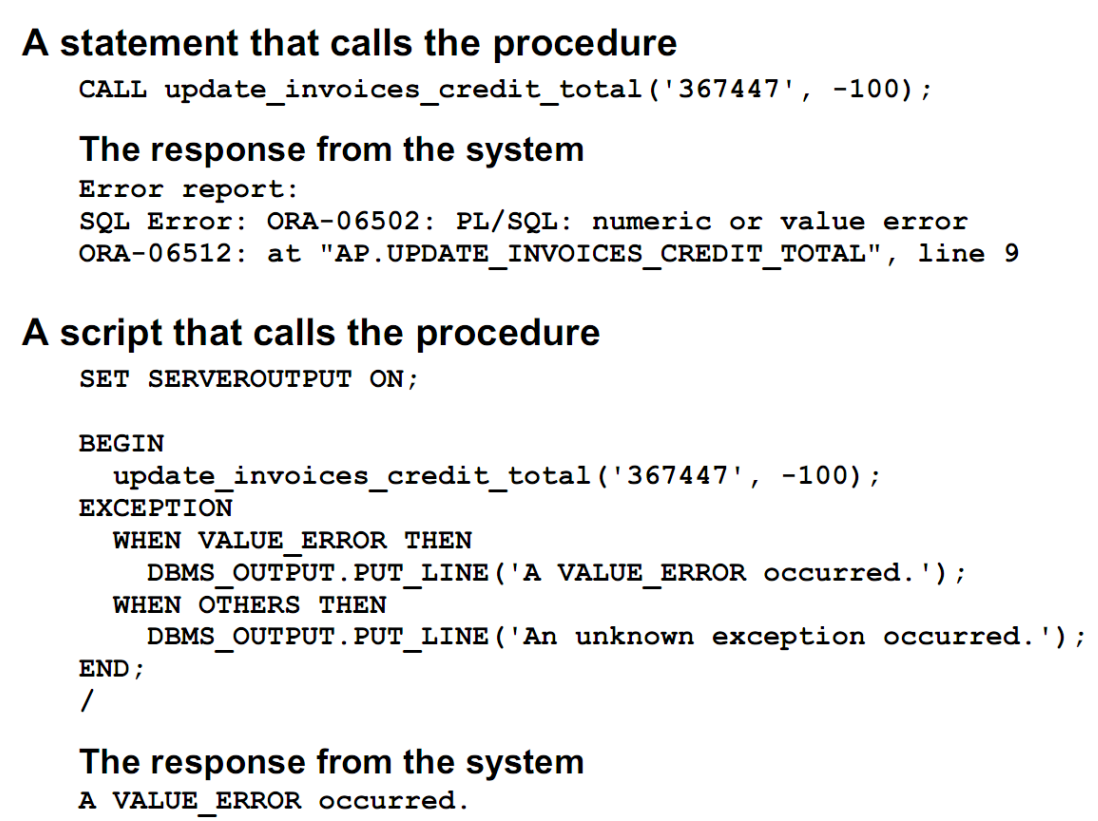 A statement that calls the procedure
CALL update_invoices_credit_total('367447', -100);
The response from the system
Error report:
SQL Error: ORA-06502: PL/SQL: numeric or value error
ORA-06512: at "AP.UPDATE_INVOICES_CREDIT_TOTAL", line 9
A script that calls the procedure
SET SERVEROUTPUT ON;
BEGIN
update_invoices_credit_total('367447', -100);
EXCEPTION
WHEN VALUE_ERROR THEN
DBMS_OUTPUT.PUT_LINE('A VALUE_ERROR occurred.');
WHEN OTHERS THEN
DBMS_OUTPUT.PUT_LINE('An unknown exception occurred.');
END;
/
The response from the system
A VALUE_ERROR occurred.